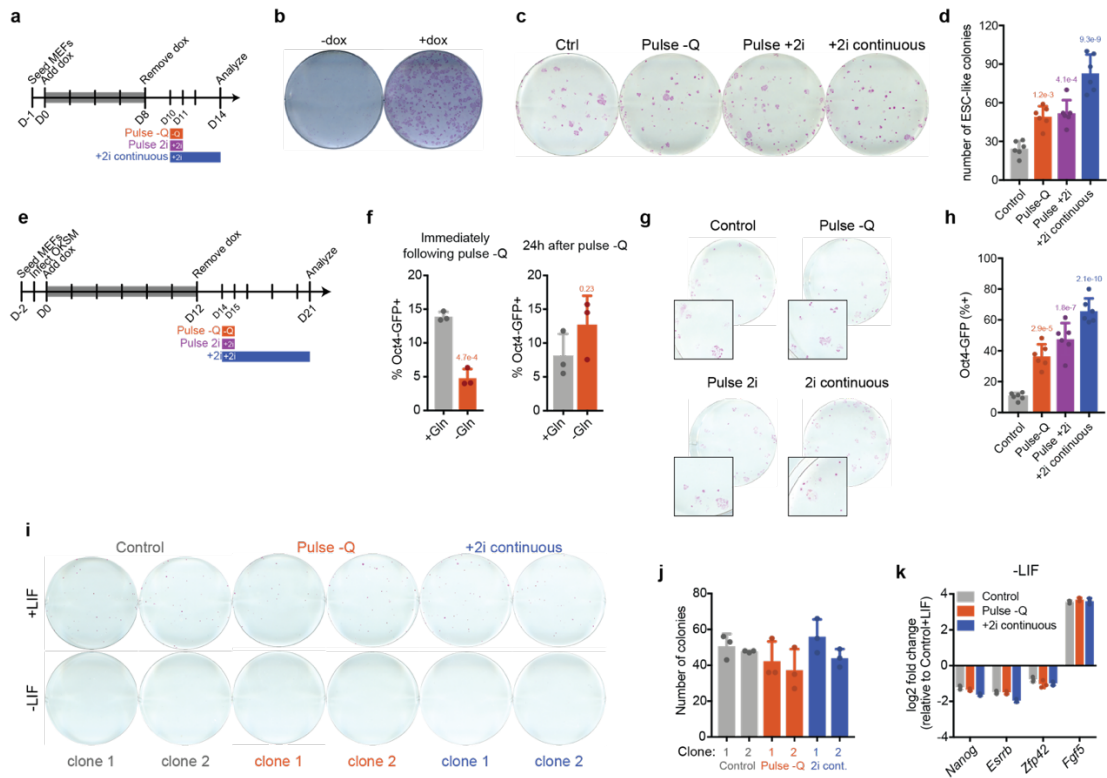 a
Seed MEFs
Add dox
Remove dox
Analyze
D-1
D0
D8
D10
D11
D14
Pulse -Q
-Q
Pulse 2i
+2i
+2i continuous
+2i
b
-dox
+dox
c
Ctrl
Pulse -Q
Pulse +2i
+2i continuous
d
number of ESC-like colonies
120
90
60
30
0
1.2e-3
4.1e-4
9.3e-9
Control
Pulse-Q
Pulse +2i
+2i continuous
e
Seed MEFs
Infect OKSM
Add dox
Remove dox
Analyze
D-2
D0
D12
D14
D15
D21
Pulse -Q
-Q
Pulse 2i
+2i
+2i
+2i
f
Immediately
following pulse -Q
% Oct4-GFP+
20
15
10
5
0
4.7e-4
+Gln
-Gln
24h after pulse -Q
% Oct4-GFP+
20
15
10
5
0
0.23
+Gln
-Gln
g
Control
Pulse -Q
Pulse 2i
2i continuous
h
Oct4-GFP (%+)
100
80
60
40
20
0
2.9e-5
1.8e-7
2.1e-10
Control
Pulse-Q
Pulse +2i
+2i continuous
i
Control
Pulse -Q
+2i continuous
+LIF
-LIF
clone 1
clone 2
clone 1
clone 2
clone 1
clone 2
j
Number of colonies
80
60
40
20
0
Clone: 1 2 1 2 1 2
Control Pulse -Q 2i cont.
k
-LIF
Control
Pulse -Q
+2i continuous
log2 fold change
(relative to Control+LIF)
4
2
0
-2
-4
Nanog
Esrrb
Zfp42
Fgf5